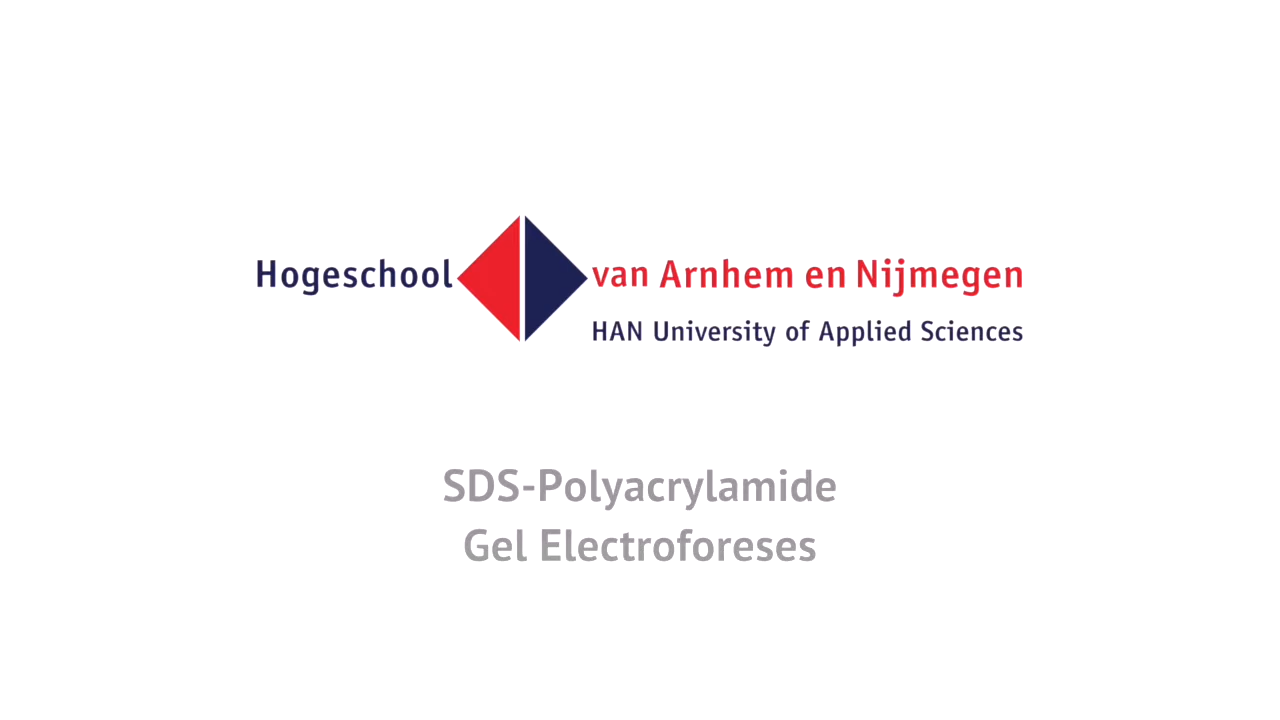 Hogeschool van Arnhem en Nijmegen
HAN University of Applied Sciences
SDS-Polyacrylamide
Gel Electroforeses